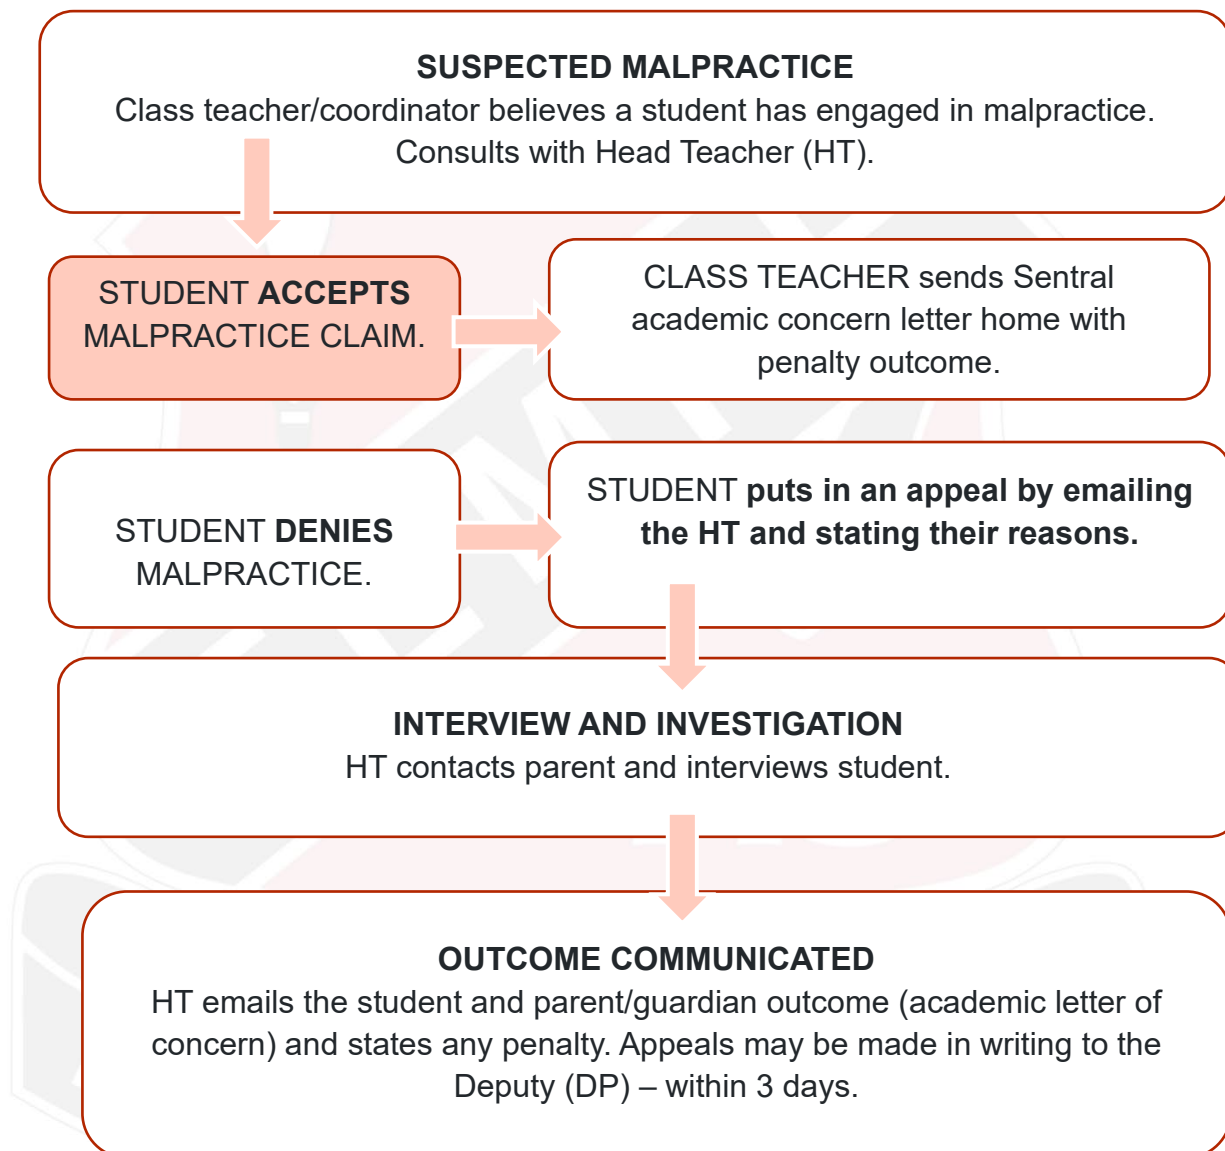 SUSPECTED MALPRACTICE
Class teacher/coordinator believes a student has engaged in malpractice.
Consults with Head Teacher (HT).
STUDENT ACCEPTS
MALPRACTICE CLAIM.
CLASS TEACHER sends Sentral
academic concern letter home with
penalty outcome.
STUDENT DENIES
MALPRACTICE.
STUDENT puts in an appeal by emailing
the HT and stating their reasons.
INTERVIEW AND INVESTIGATION
HT contacts parent and interviews student.
OUTCOME COMMUNICATED
HT emails the student and parent/guardian outcome (academic letter of
concern) and states any penalty. Appeals may be made in writing to the
Deputy (DP) – within 3 days.